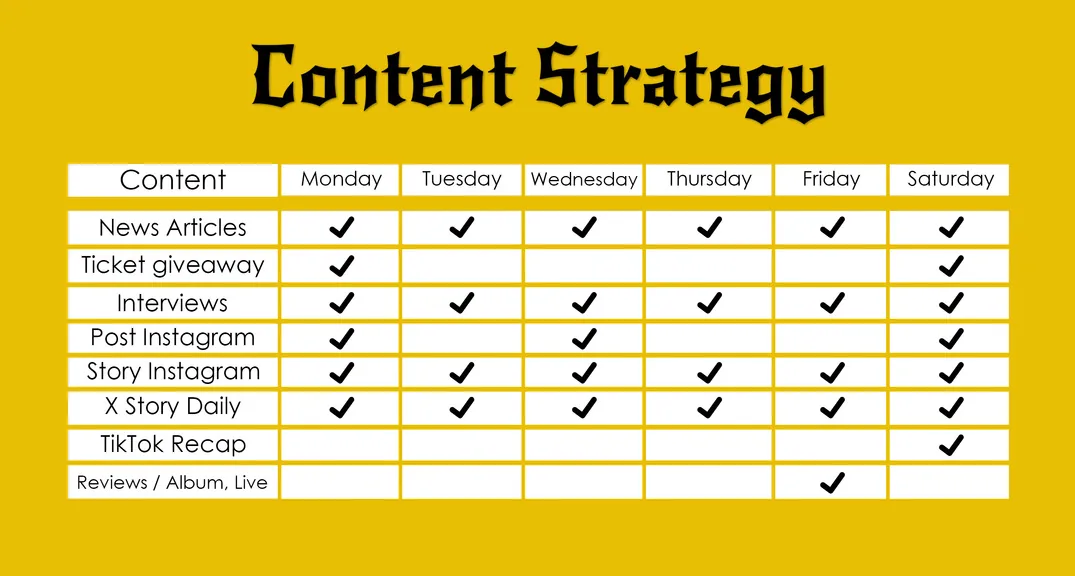 Content Strategy
Content Monday Tuesday Wednesday Thursday Friday Saturday
News Articles ✓ ✓ ✓ ✓ ✓ ✓
Ticket giveaway ✓ ✓
Interviews ✓ ✓ ✓ ✓ ✓ ✓
Post Instagram ✓ ✓ ✓
Story Instagram ✓ ✓ ✓ ✓ ✓ ✓
X Story Daily ✓ ✓ ✓ ✓ ✓ ✓
TikTok Recap ✓
Reviews / Album, Live ✓